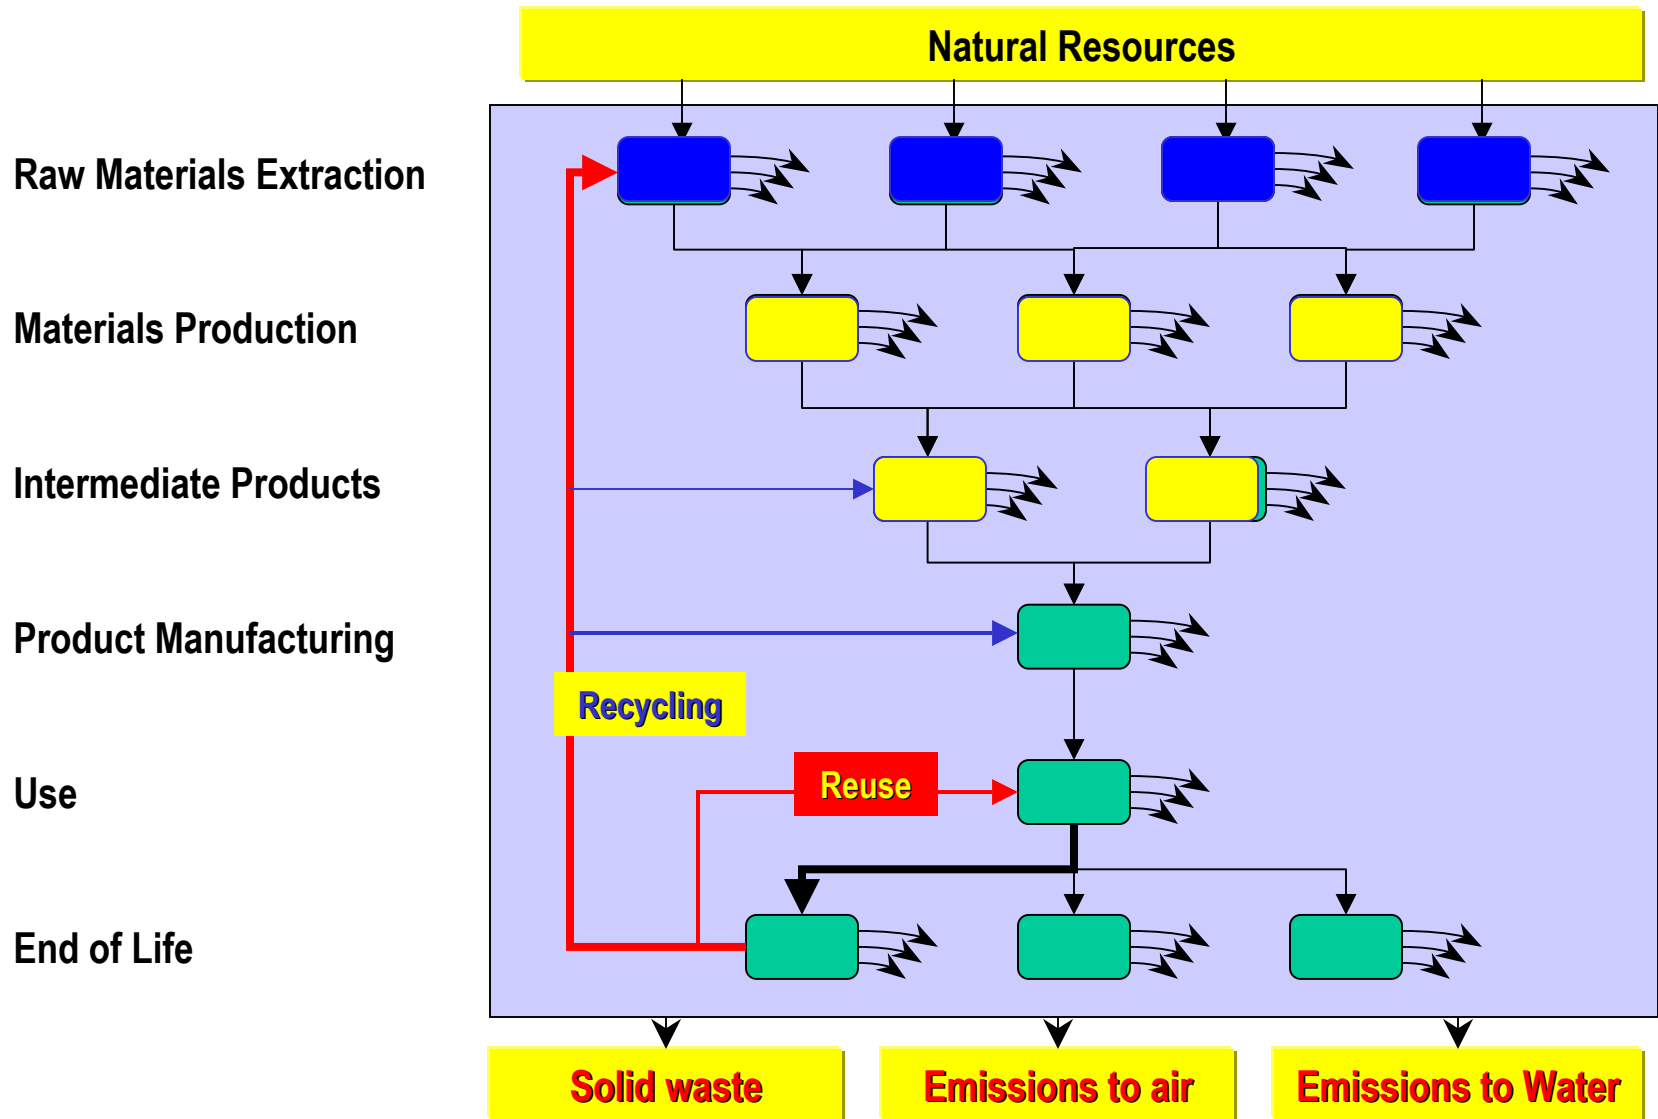 Natural Resources
Raw Materials Extraction
Materials Production
Intermediate Products
Product Manufacturing
Recycling
Use
Reuse
End of Life
Solid waste
Emissions to air
Emissions to Water